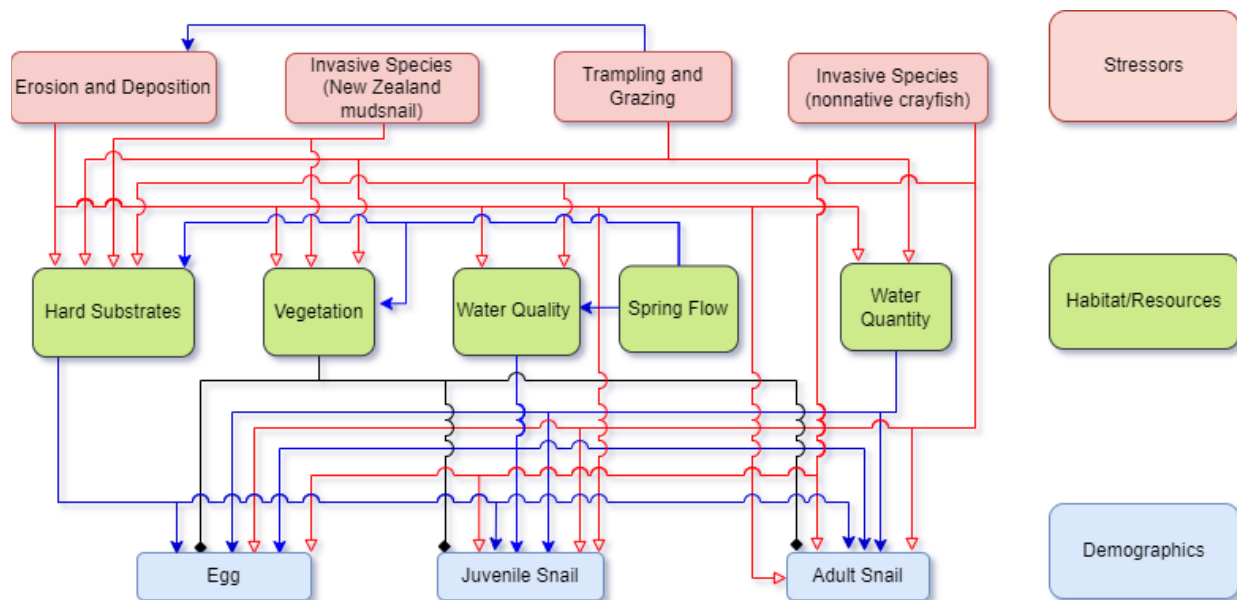 Erosion and Deposition
Invasive Species
(New Zealand
mudsnail)
Trampling and
Grazing
Invasive Species
(nonnative crayfish)
Stressors
Hard Substrates
Vegetation
Water Quality
Spring Flow
Water
Quantity
Habitat/Resources
Egg
Juvenile Snail
Adult Snail
Demographics